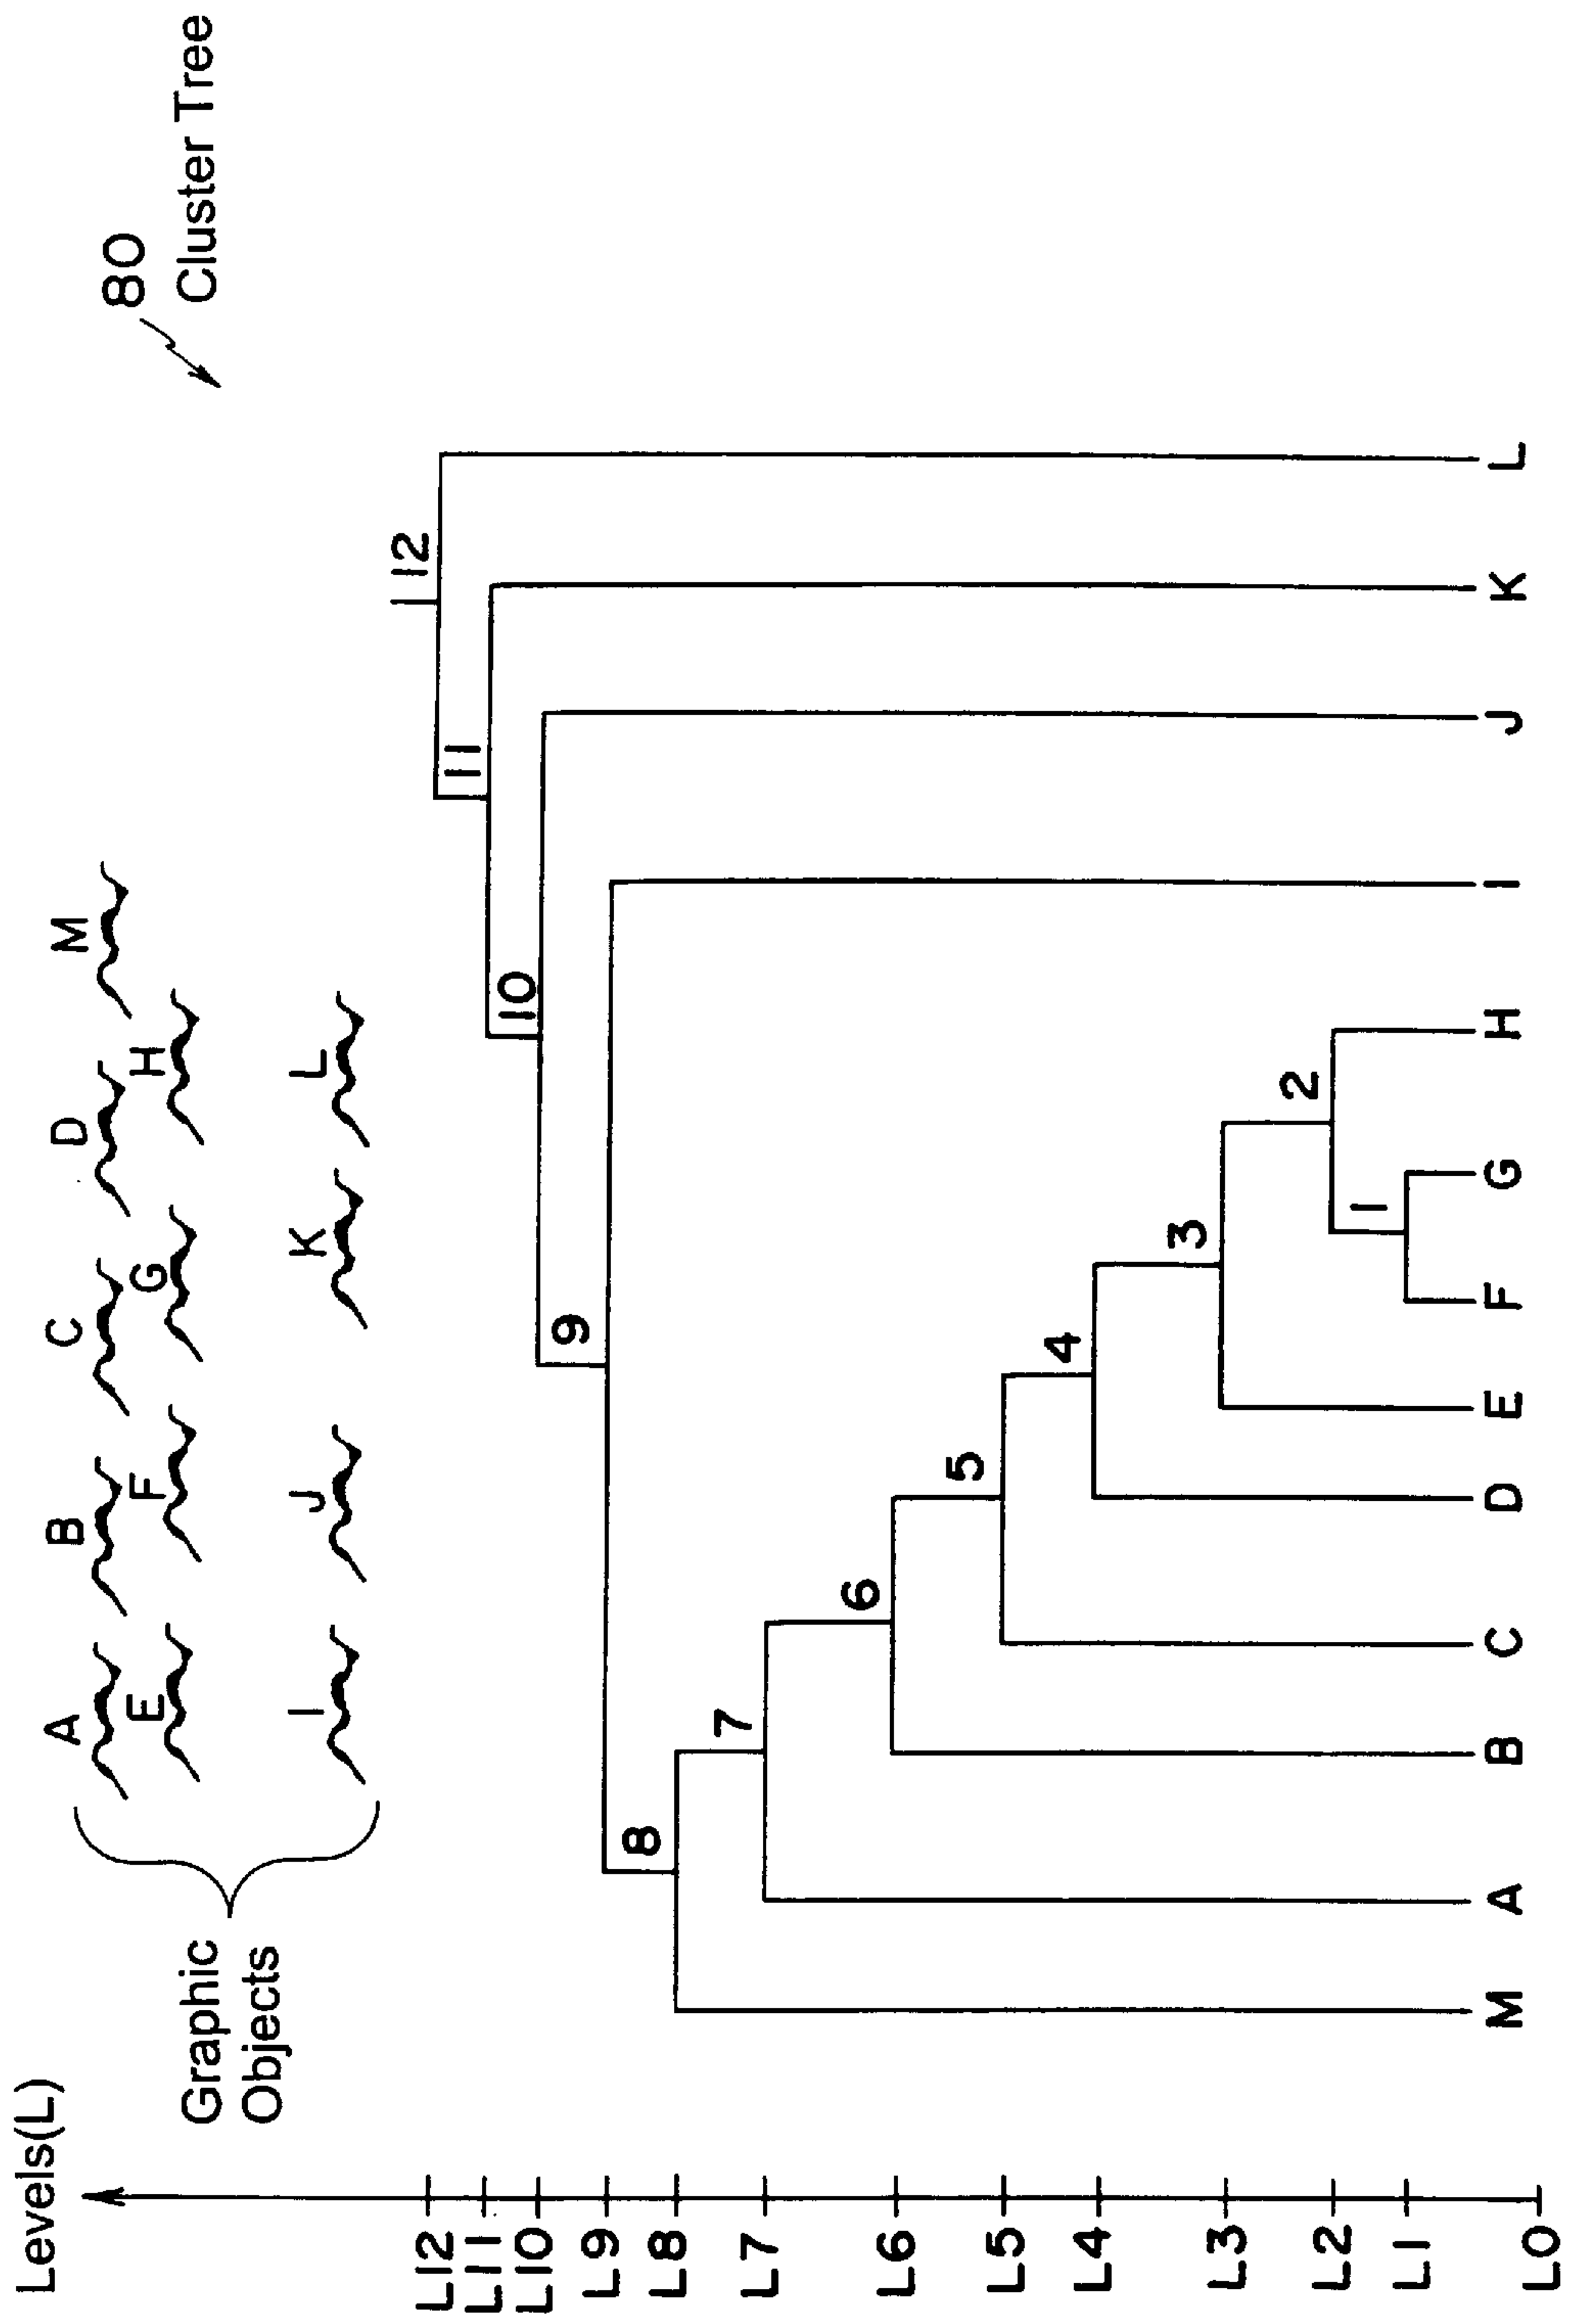 Levels(L)
80
Cluster Tree
Graphic
Objects
A B C D M
E F G H
I J K L
L12
L11
L10
L9
L8
L7
L6
L5
L4
L3
L2
L1
L0
12
11
10
9
8
7
6
5
4
3
2
1
M A B C D E F G H I J K L